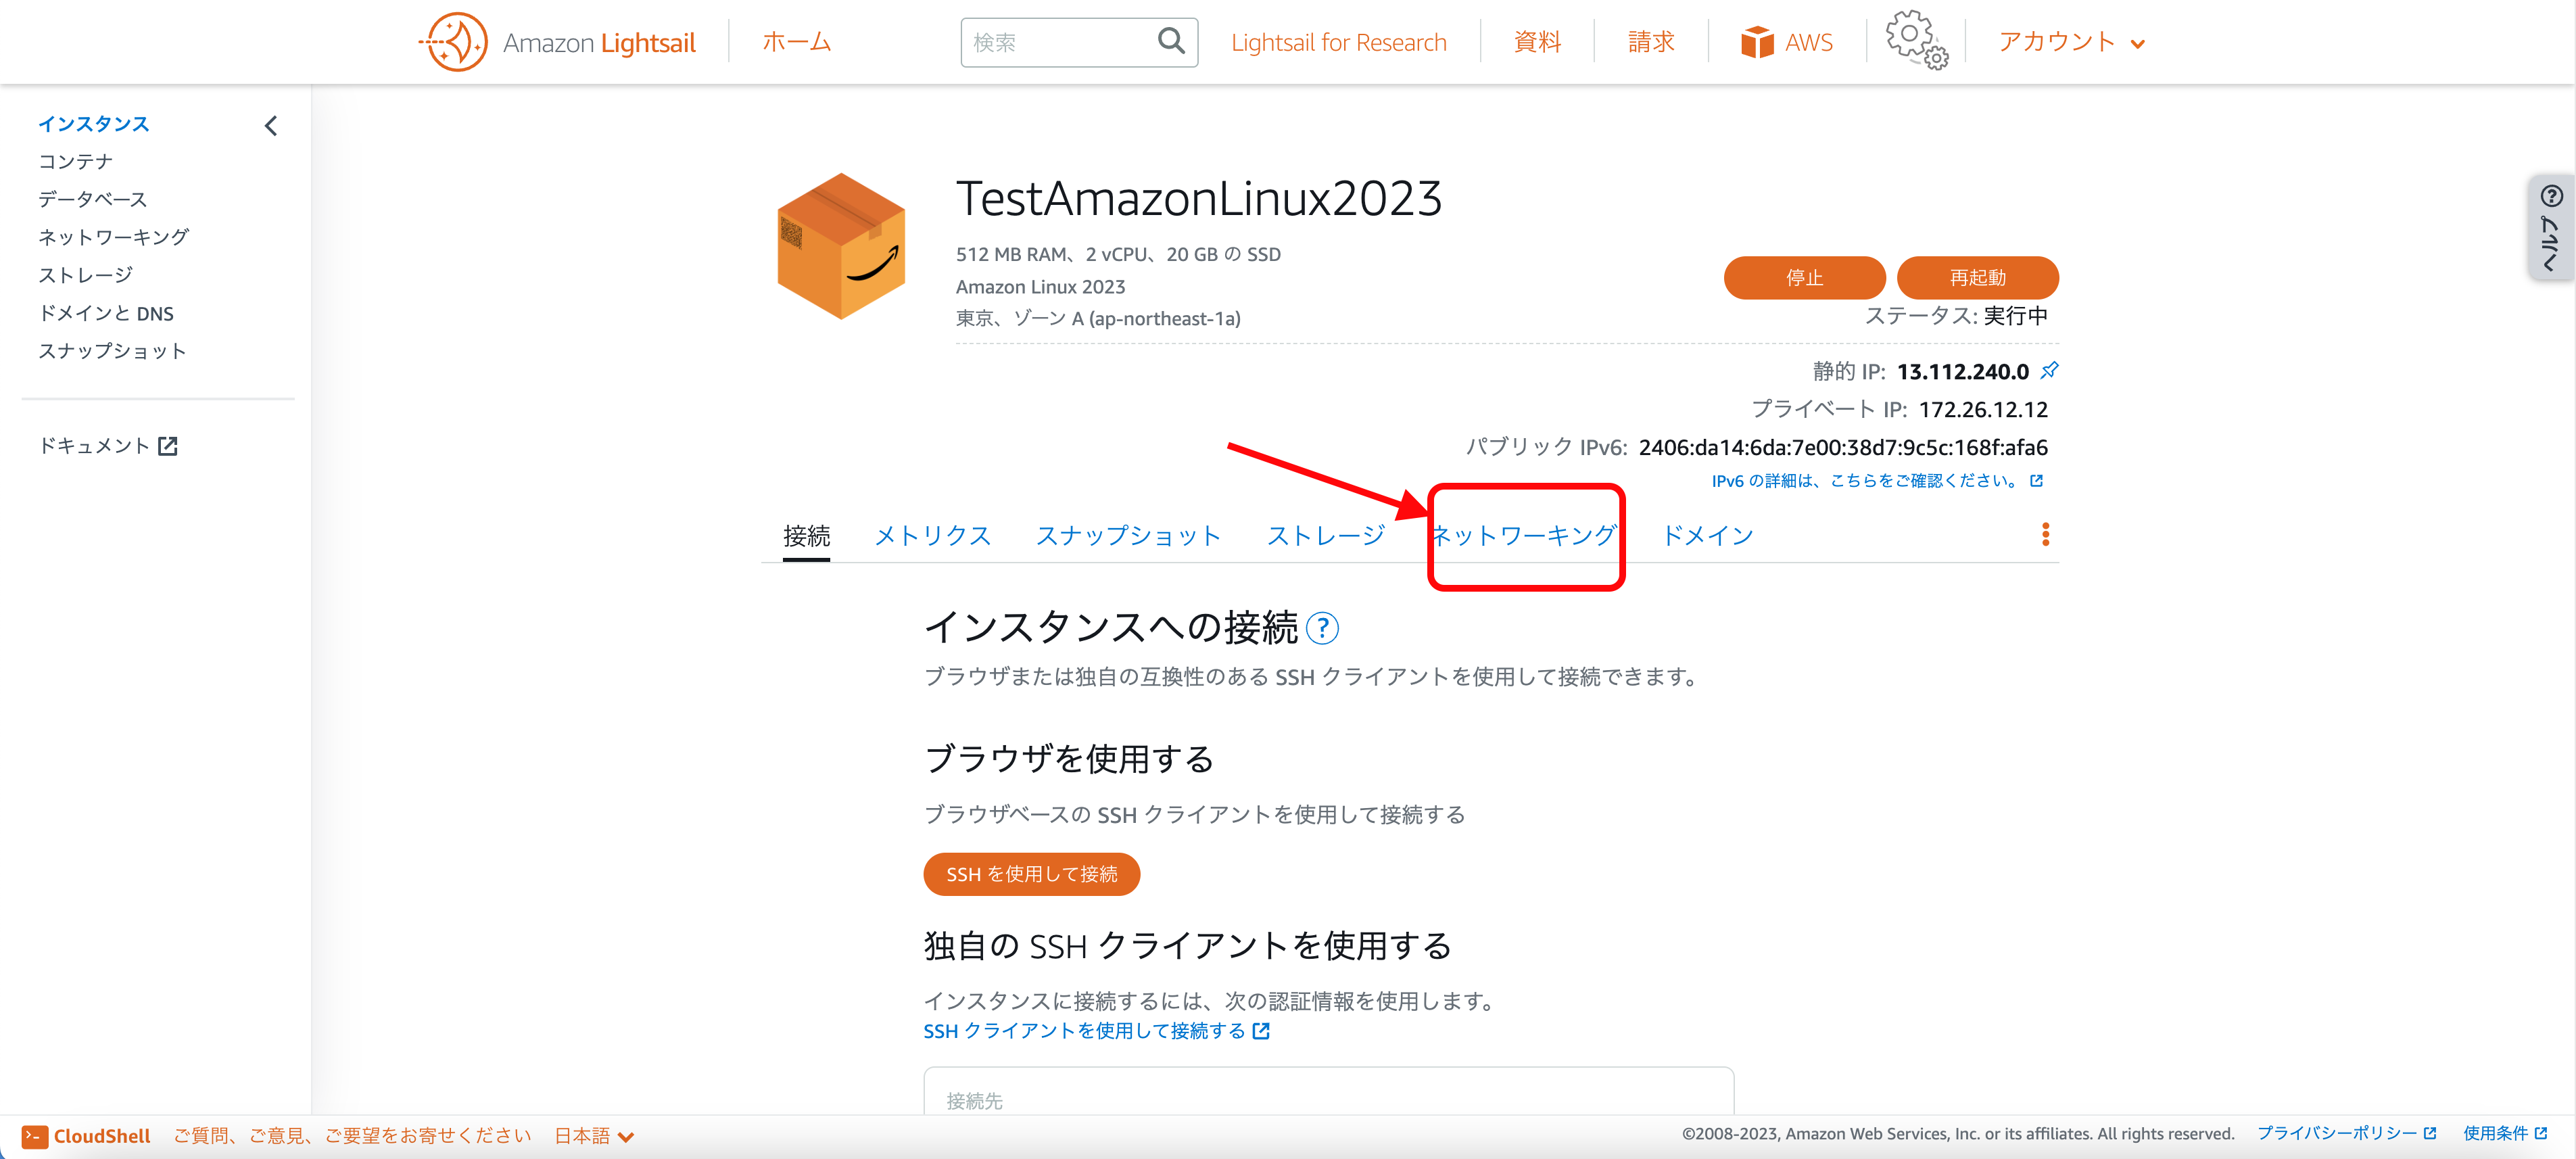 Amazon Lightsail
ホーム
検索
Lightsail for Research
資料
請求
AWS
アカウント
インスタンス
コンテナ
データベース
ネットワーキング
ストレージ
ドメインと DNS
スナップショット
ドキュメント
ヘルプ
TestAmazonLinux2023
512 MB RAM、2 vCPU、20 GB の SSD
Amazon Linux 2023
東京、ゾーン A (ap-northeast-1a)
停止
再起動
ステータス: 実行中
静的 IP: 13.112.240.0
プライベート IP: 172.26.12.12
パブリック IPv6: 2406:da14:6da:7e00:38d7:9c5c:168f:afa6
IPv6 の詳細は、こちらをご確認ください。
接続
メトリクス
スナップショット
ストレージ
ネットワーキング
ドメイン
インスタンスへの接続 ?
ブラウザまたは独自の互換性のある SSH クライアントを使用して接続できます。
ブラウザを使用する
ブラウザベースの SSH クライアントを使用して接続する
SSH を使用して接続
独自の SSH クライアントを使用する
インスタンスに接続するには、次の認証情報を使用します。
SSH クライアントを使用して接続する
接続先
CloudShell
ご質問、ご意見、ご要望をお寄せください
日本語
©2008-2023, Amazon Web Services, Inc. or its affiliates. All rights reserved.
プライバシーポリシー
使用条件